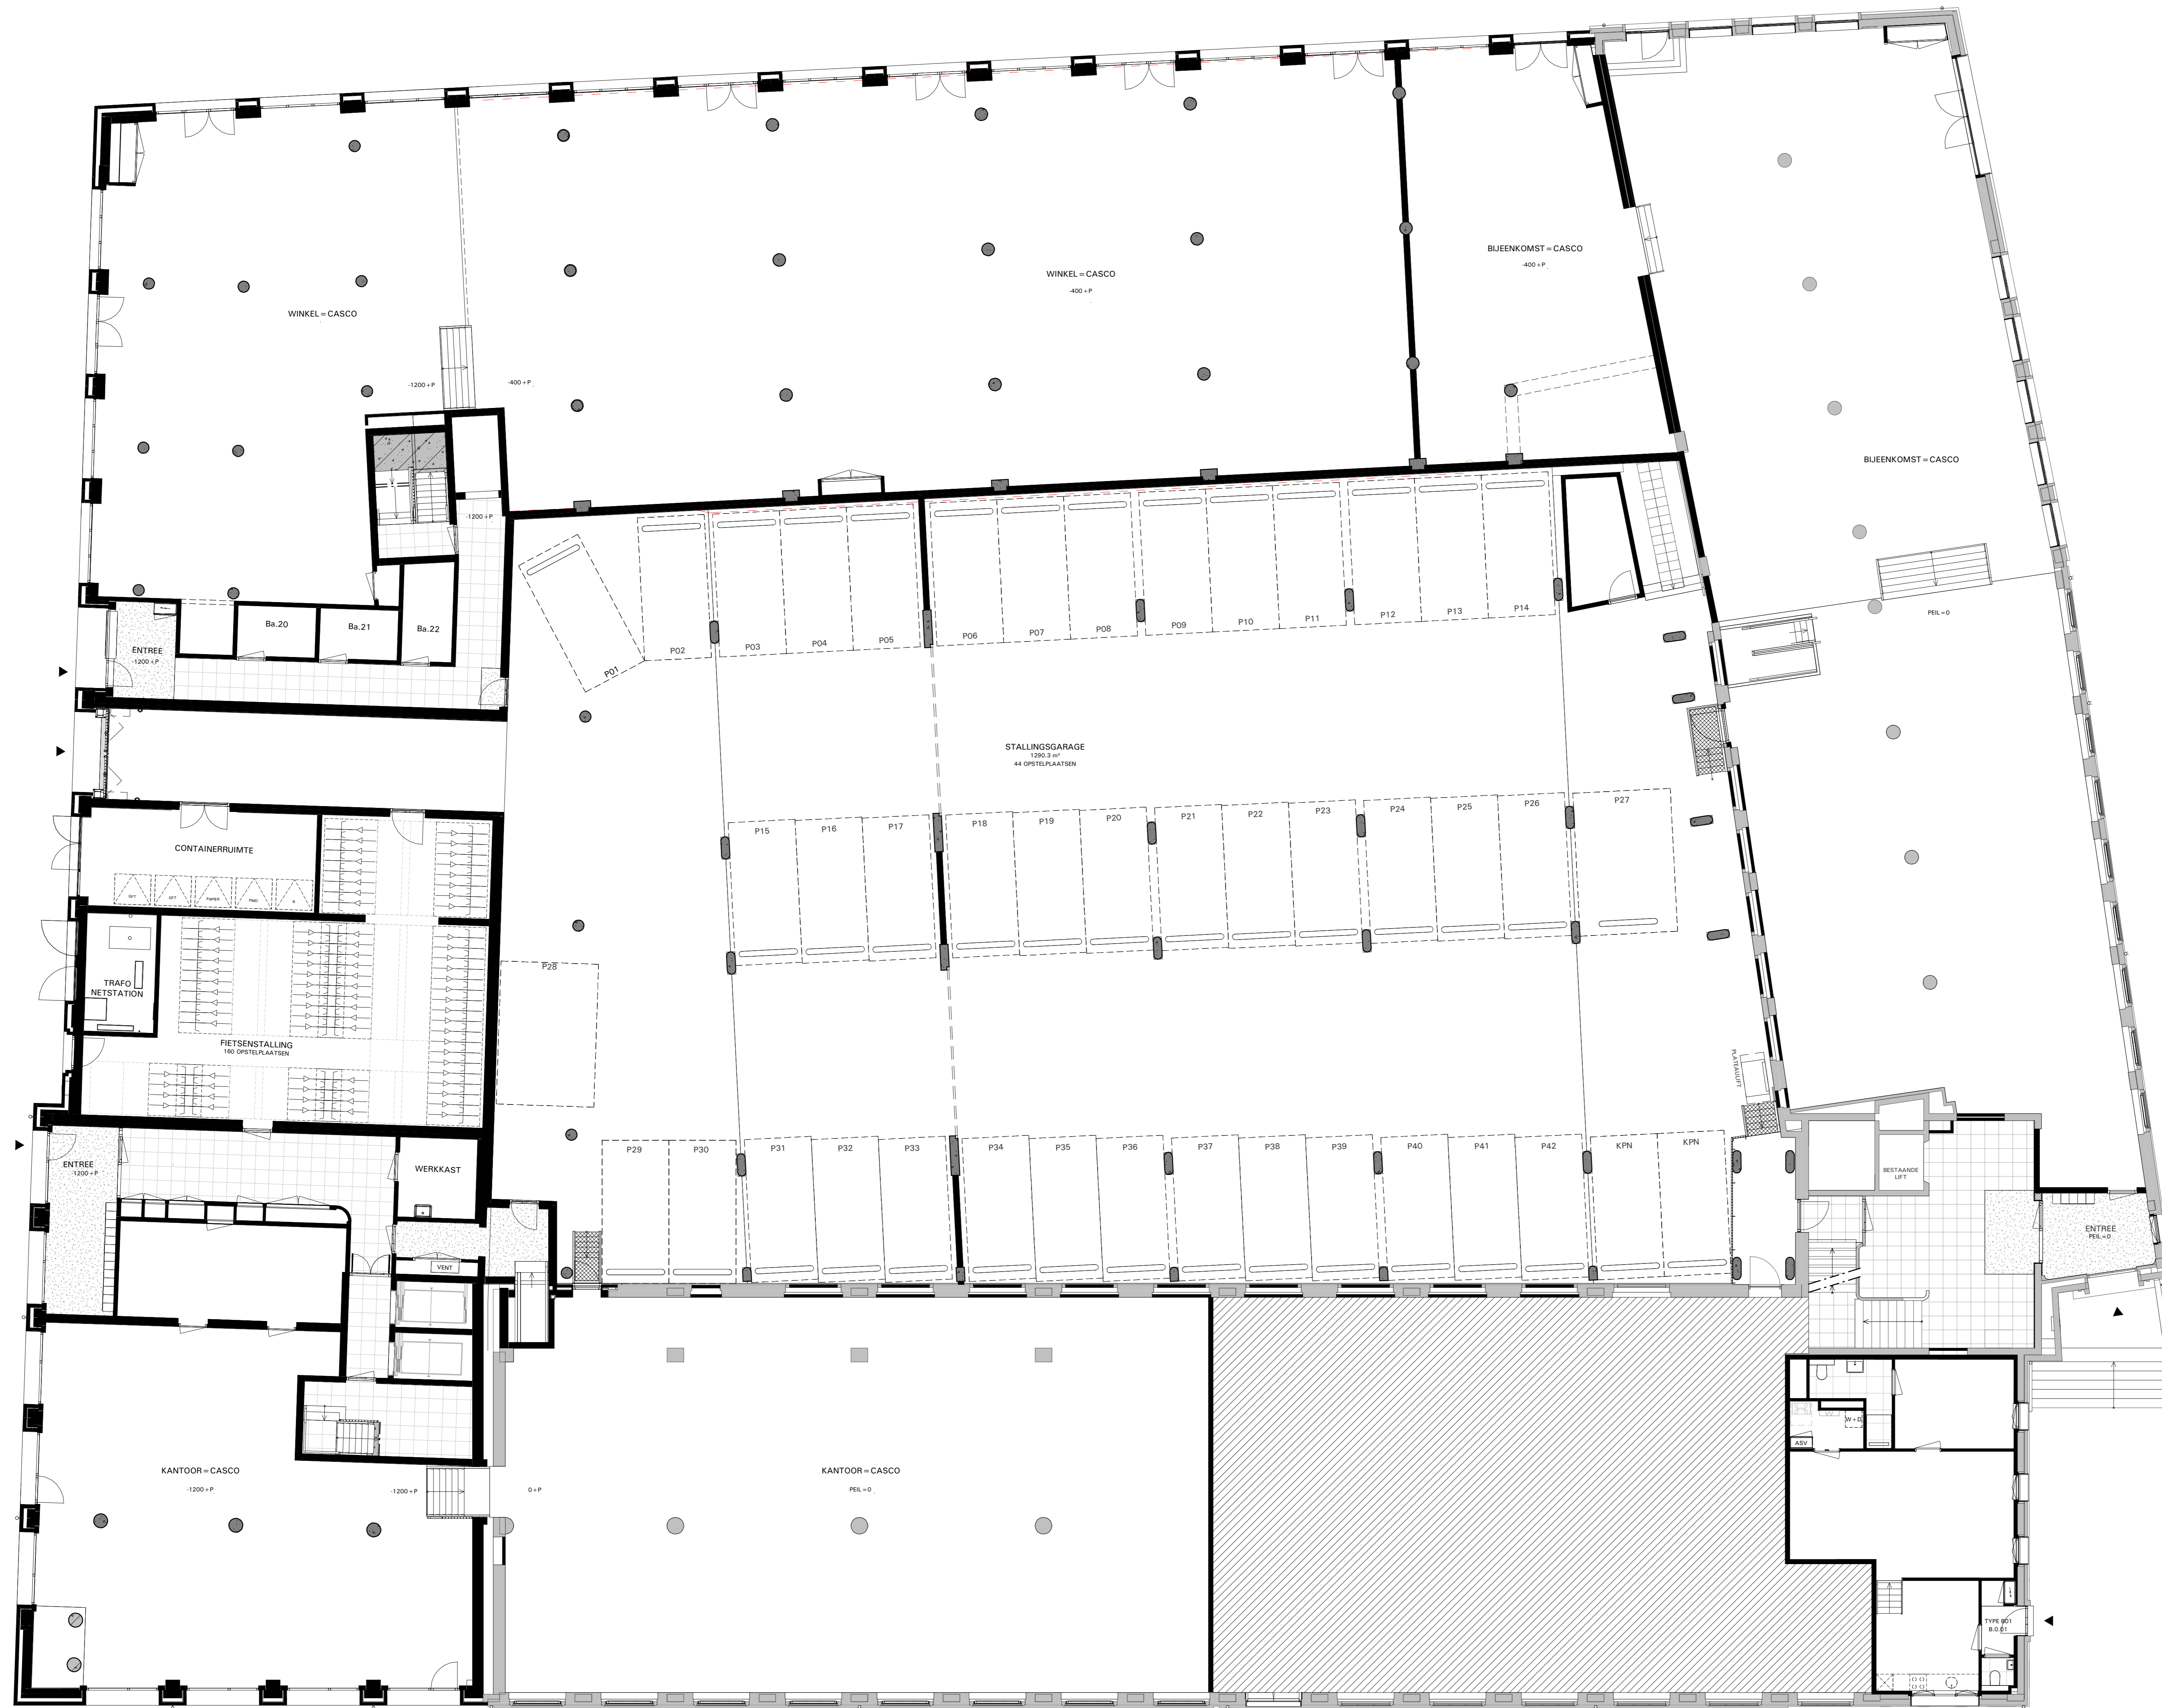 BIJEENKOMST = CASCO
-400 + P
WINKEL = CASCO
-400 + P
WINKEL = CASCO
-1200 + P
-400 + P
BIJEENKOMST = CASCO
-1200 + P
PEIL = 0
Ba.20
Ba.21
Ba.22
ENTREE
-1200 + P
P01
P02
P03
P04
P05
P06
P07
P08
P09
P10
P11
P12
P13
P14
STALLINGSGARAGE
1290.3 m²
44 OPSTELPLAATSEN
P15
P16
P17
P18
P19
P20
P21
P22
P23
P24
P25
P26
P27
CONTAINERRUIMTE
GFT
GFT
PAPIER
PMD
R
P28
TRAFO
NETSTATION
FIETSENSTALLING
160 OPSTELPLAATSEN
PLATEAULIFT
ENTREE
-1200 + P
WERKKAST
P29
P30
P31
P32
P33
P34
P35
P36
P37
P38
P39
P40
P41
P42
KPN
KPN
BESTAANDE
LIFT
ENTREE
PEIL = 0
VENT
W + D
ASV
KANTOOR = CASCO
-1200 + P
-1200 + P
0 + P
KANTOOR = CASCO
PEIL = 0
TYPE B01
B.0.01